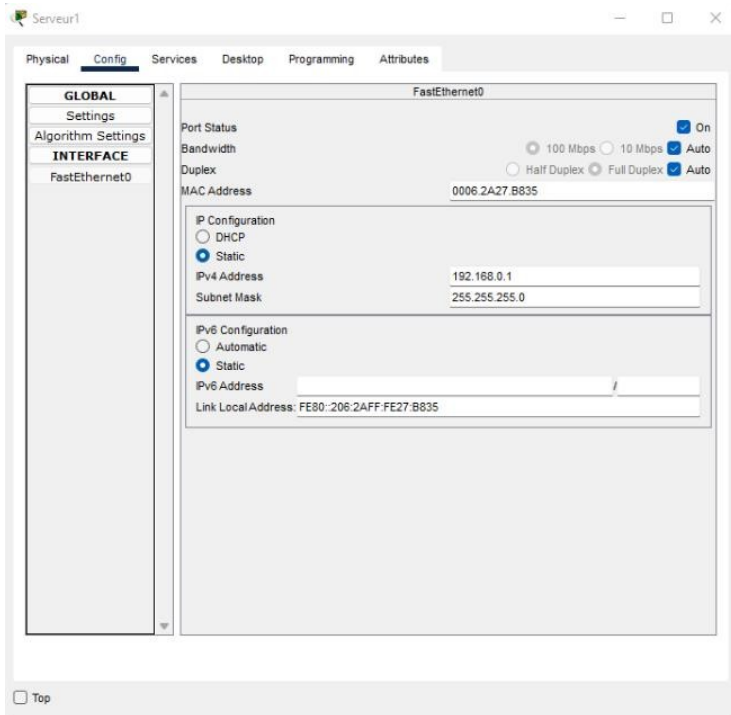 Serveur1
Physical Config Services Desktop Programming Attributes
GLOBAL
Settings
Algorithm Settings
INTERFACE
FastEthernet0
FastEthernet0
Port Status On
Bandwidth 100 Mbps 10 Mbps Auto
Duplex Half Duplex Full Duplex Auto
MAC Address 0006.2A27.B835
IP Configuration
DHCP
Static
IPv4 Address 192.168.0.1
Subnet Mask 255.255.255.0
IPv6 Configuration
Automatic
Static
IPv6 Address /
Link Local Address: FE80::206:2AFF:FE27:B835
Top